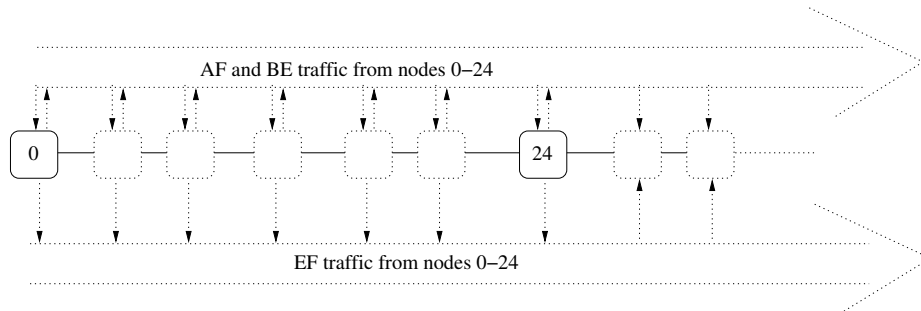 AF and BE traffic from nodes 0−24
0
24
EF traffic from nodes 0−24